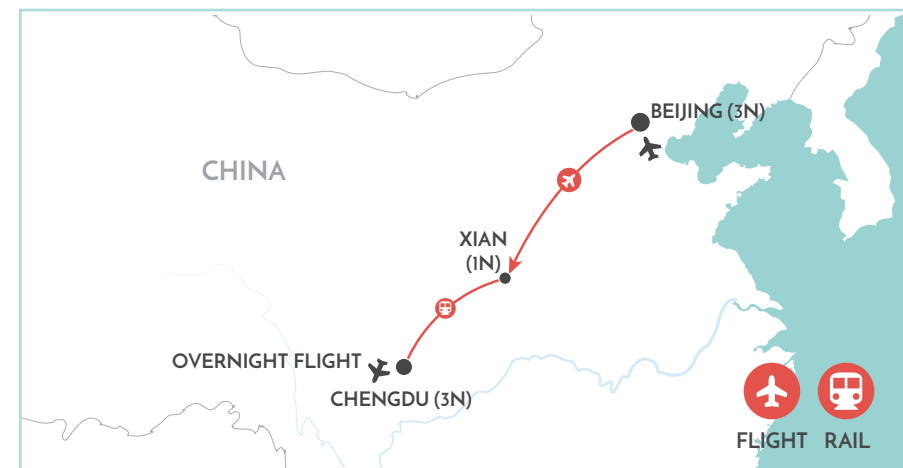 BEIJING (3N)
CHINA
XIAN
(1N)
OVERNIGHT FLIGHT
CHENGDU (3N)
FLIGHT
RAIL